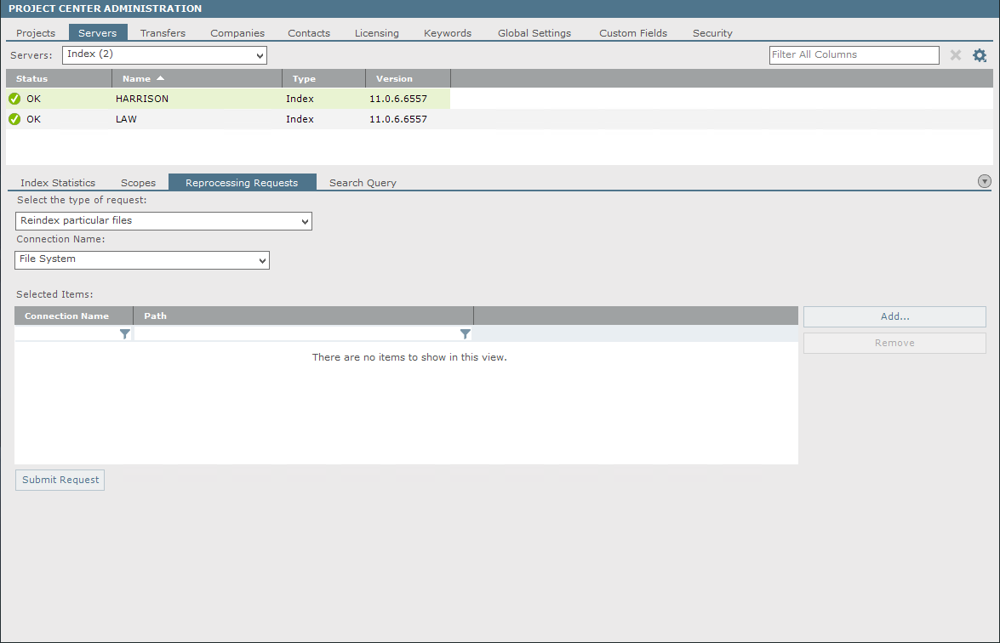 PROJECT CENTER ADMINISTRATION
Projects Servers Transfers Companies Contacts Licensing Keywords Global Settings Custom Fields Security
Servers: Index (2) Filter All Columns
Status Name Type Version
OK HARRISON Index 11.0.6.6557
OK LAW Index 11.0.6.6557
Index Statistics Scopes Reprocessing Requests Search Query
Select the type of request:
Reindex particular files
Connection Name:
File System
Selected Items:
Connection Name Path Add...
Remove
There are no items to show in this view.
Submit Request